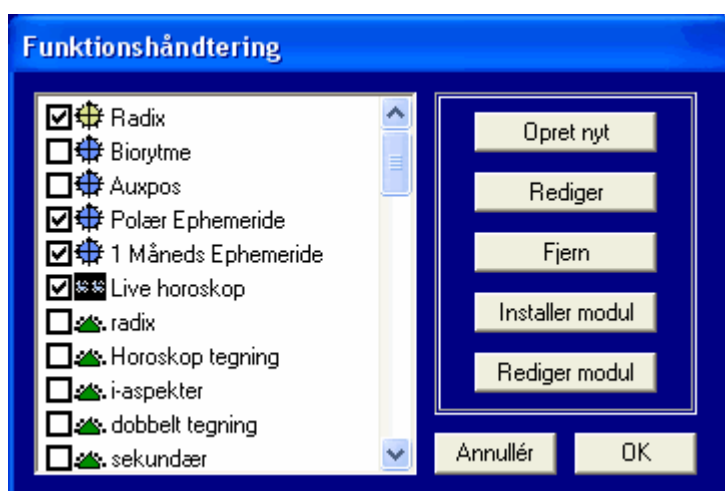 Funktionshåndtering
Radix
Biorytme
Auxpos
Polær Ephemeride
1 Måneds Ephemeride
Live horoskop
radix
Horoskop tegning
i-aspekter
dobbelt tegning
sekundær
Opret nyt
Rediger
Fjern
Installer modul
Rediger modul
Annullér
OK